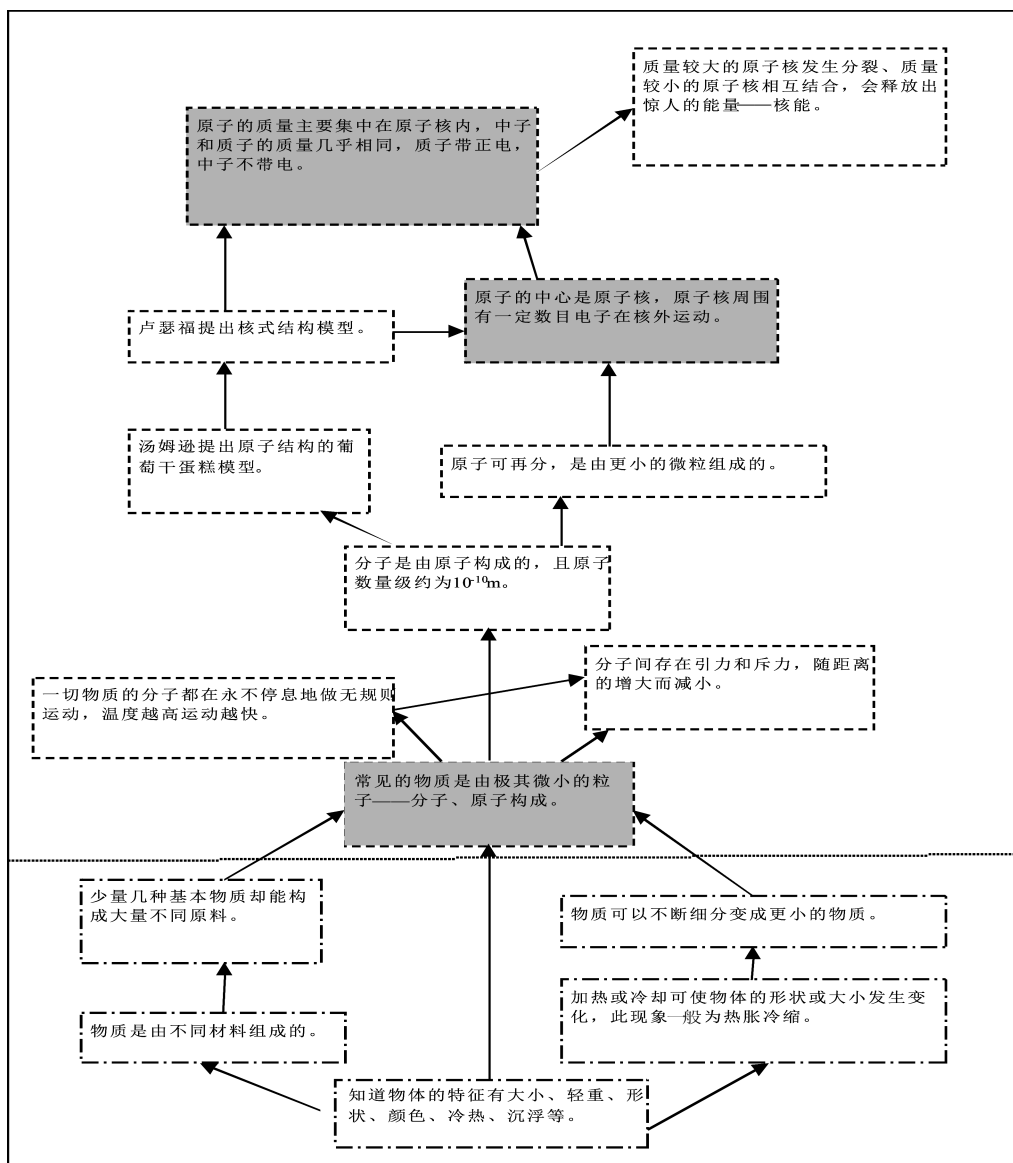 质量较大的原子核发生分裂、质量
较小的原子核相互结合，会释放出
惊人的能量——核能。
原子的质量主要集中在原子核内，中子
和质子的质量几乎相同，质子带正电，
中子不带电。
原子的中心是原子核，原子核周围
有一定数目电子在核外运动。
卢瑟福提出核式结构模型。
汤姆逊提出原子结构的葡
萄干蛋糕模型。
原子可再分，是由更小的微粒组成的。
分子是由原子构成的，且原子
数量级约为10⁻¹⁰m。
分子间存在引力和斥力，随距离
的增大而减小。
一切物质的分子都在永不停息地做无规则
运动，温度越高运动越快。
常见的物质是由极其微小的粒
子——分子、原子构成。
少量几种基本物质却能构
成大量不同原料。
物质可以不断细分变成更小的物质。
加热或冷却可使物体的形状或大小发生变
化，此现象一般为热胀冷缩。
物质是由不同材料组成的。
知道物体的特征有大小、轻重、形
状、颜色、冷热、沉浮等。